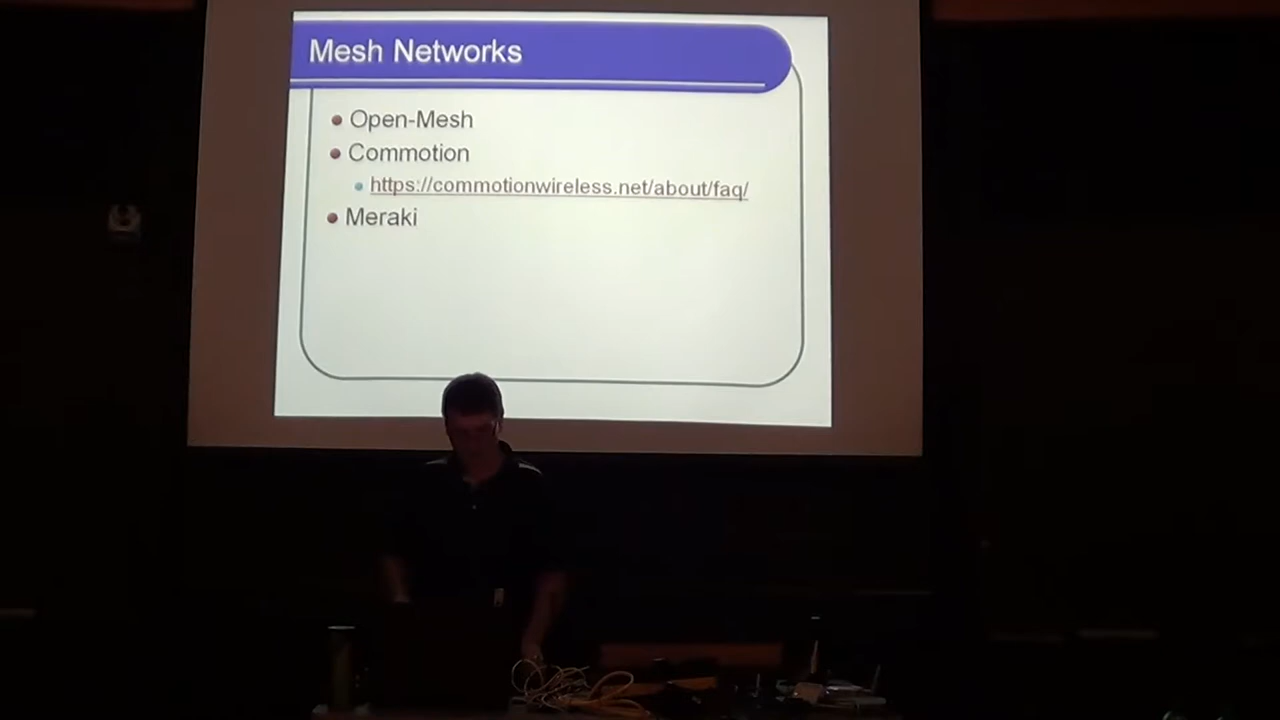 Mesh Networks
Open-Mesh
Commotion
https://commotionwireless.net/about/faq/
Meraki